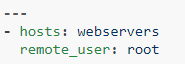 ---
- hosts: webservers
  remote_user: root